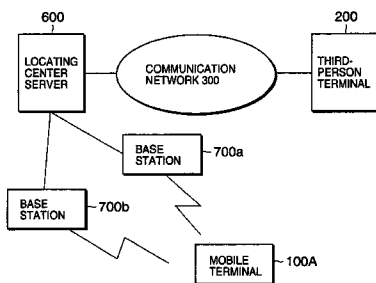 600
LOCATING
CENTER
SERVER
COMMUNICATION
NETWORK 300
200
THIRD-
PERSON
TERMINAL
BASE
STATION
700a
BASE
STATION
700b
MOBILE
TERMINAL
100A